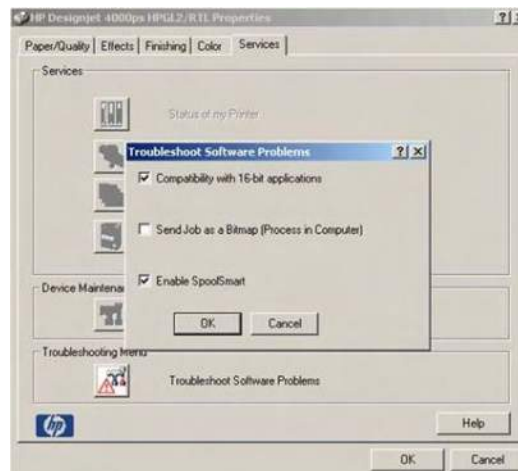 HP Designjet 4000ps HPGL2/RTL Properties
Paper/Quality Effects Finishing Color Services
Services
Status of my Printer
Troubleshoot Software Problems
Compatibility with 16-bit applications
Send Job as a Bitmap (Process in Computer)
Enable SpoolSmart
OK Cancel
Device Maintena
Troubleshooting Menu
Troubleshoot Software Problems
hp
Help
OK Cancel